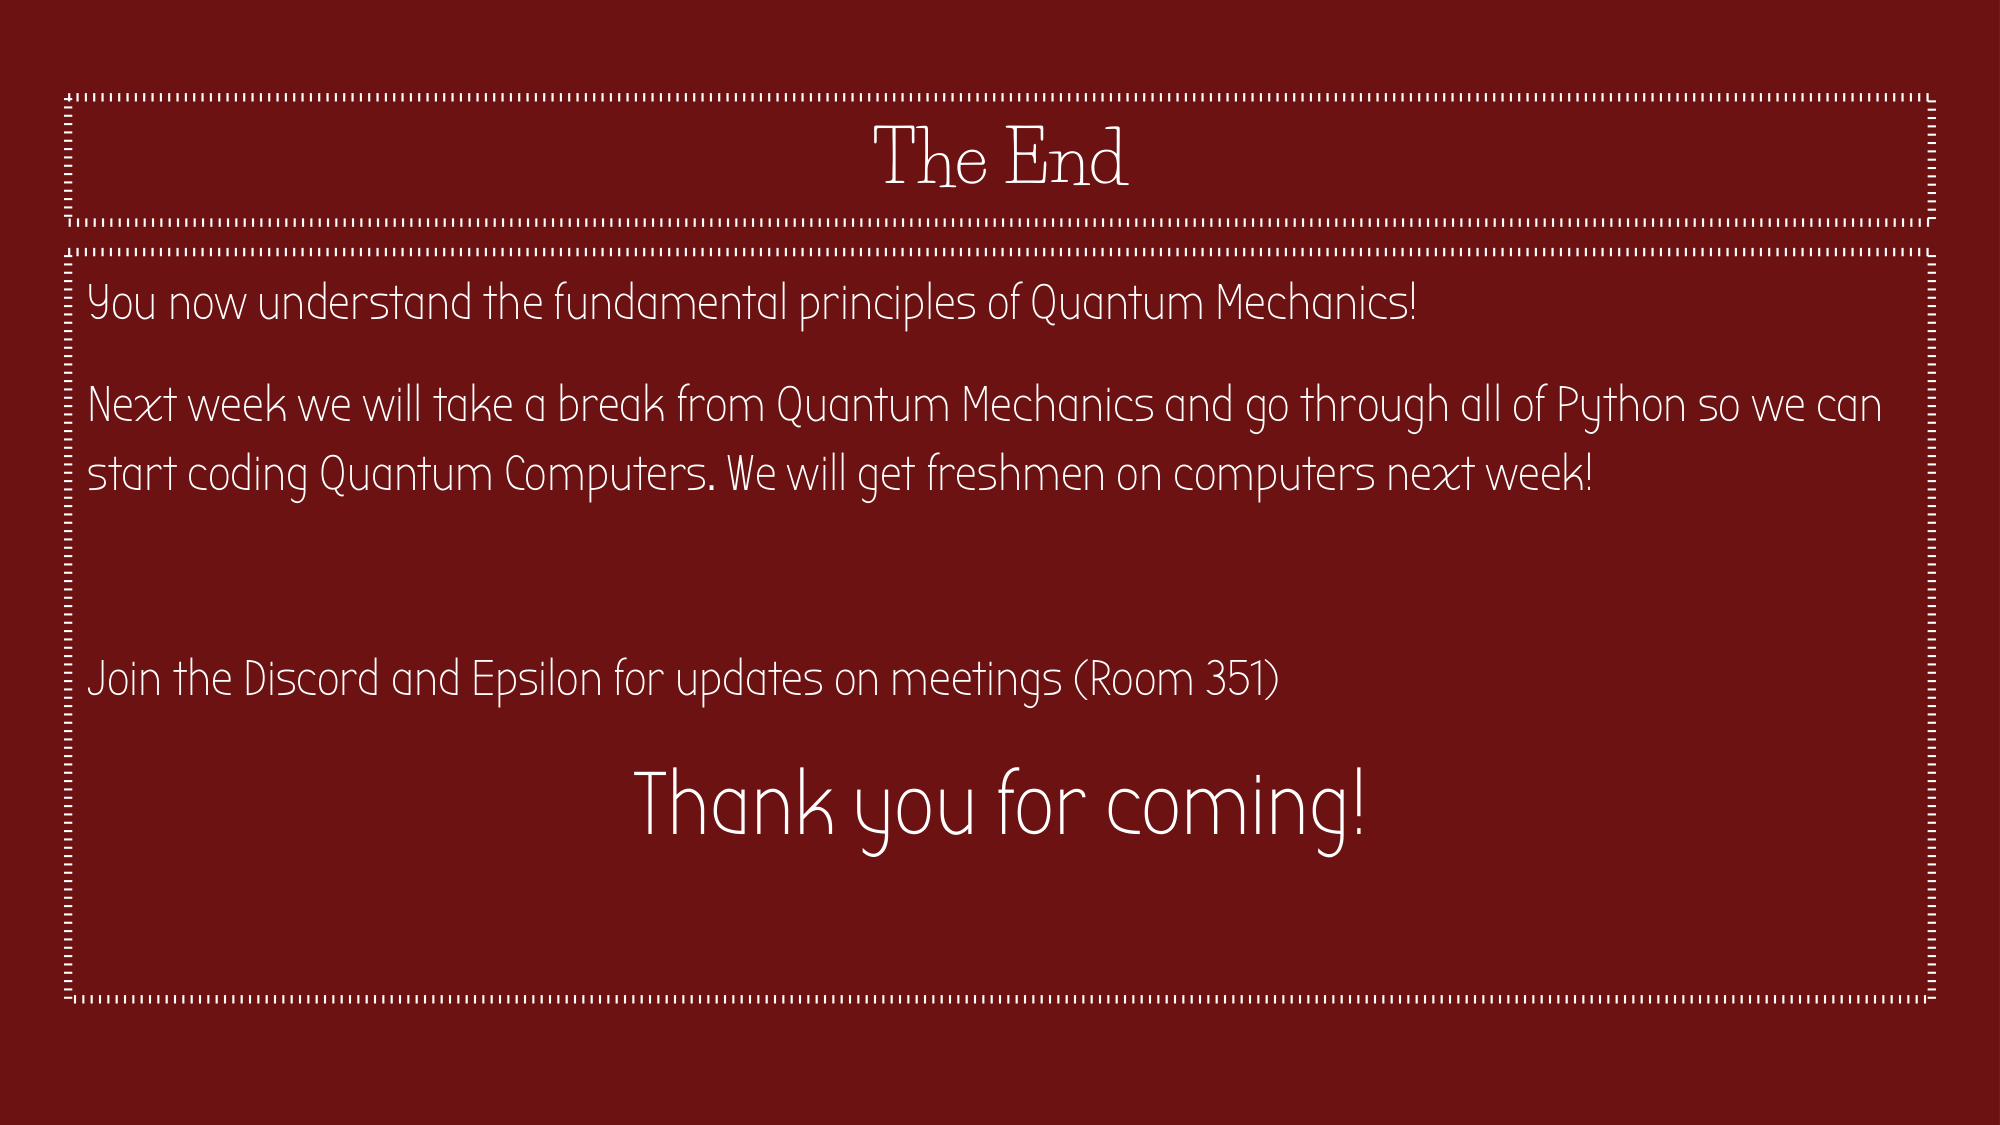 The End
You now understand the fundamental principles of Quantum Mechanics!
Next week we will take a break from Quantum Mechanics and go through all of Python so we can
start coding Quantum Computers. We will get freshmen on computers next week!
Join the Discord and Epsilon for updates on meetings (Room 351)
Thank you for coming!